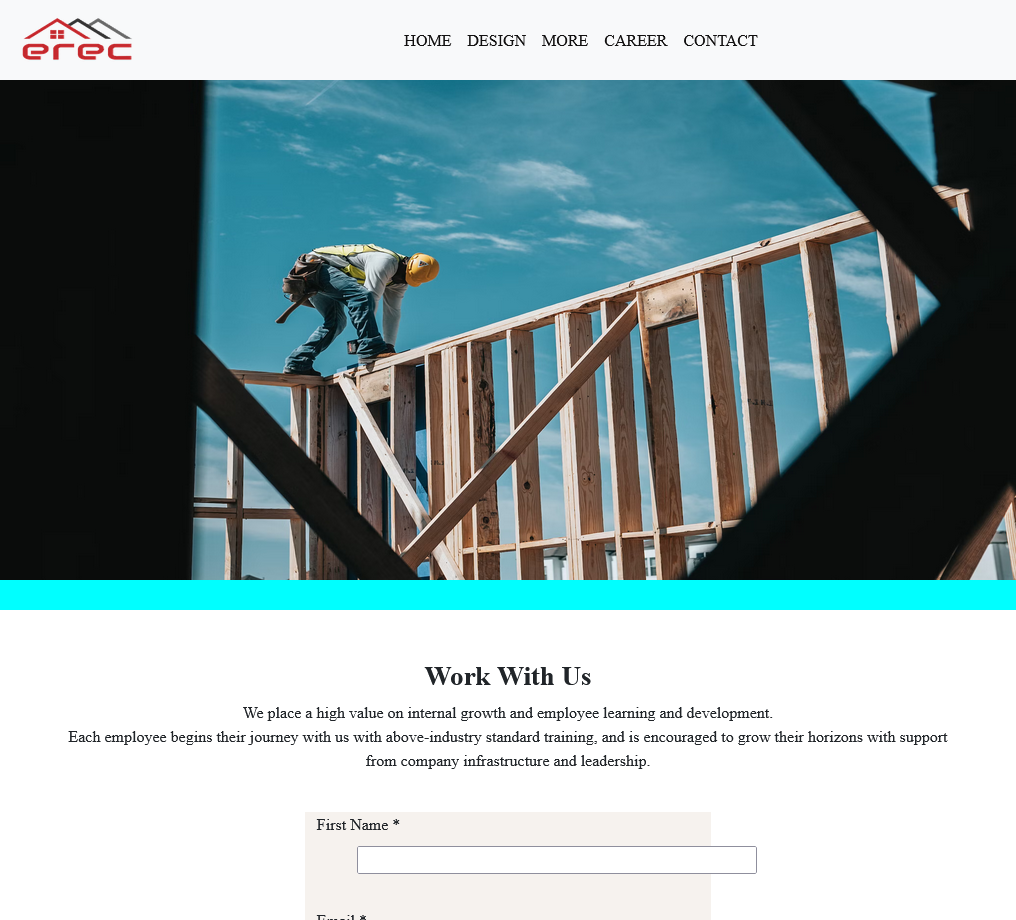 erec
HOME DESIGN MORE CAREER CONTACT
Work With Us
We place a high value on internal growth and employee learning and development.
Each employee begins their journey with us with above-industry standard training, and is encouraged to grow their horizons with support
from company infrastructure and leadership.
First Name *
Email *